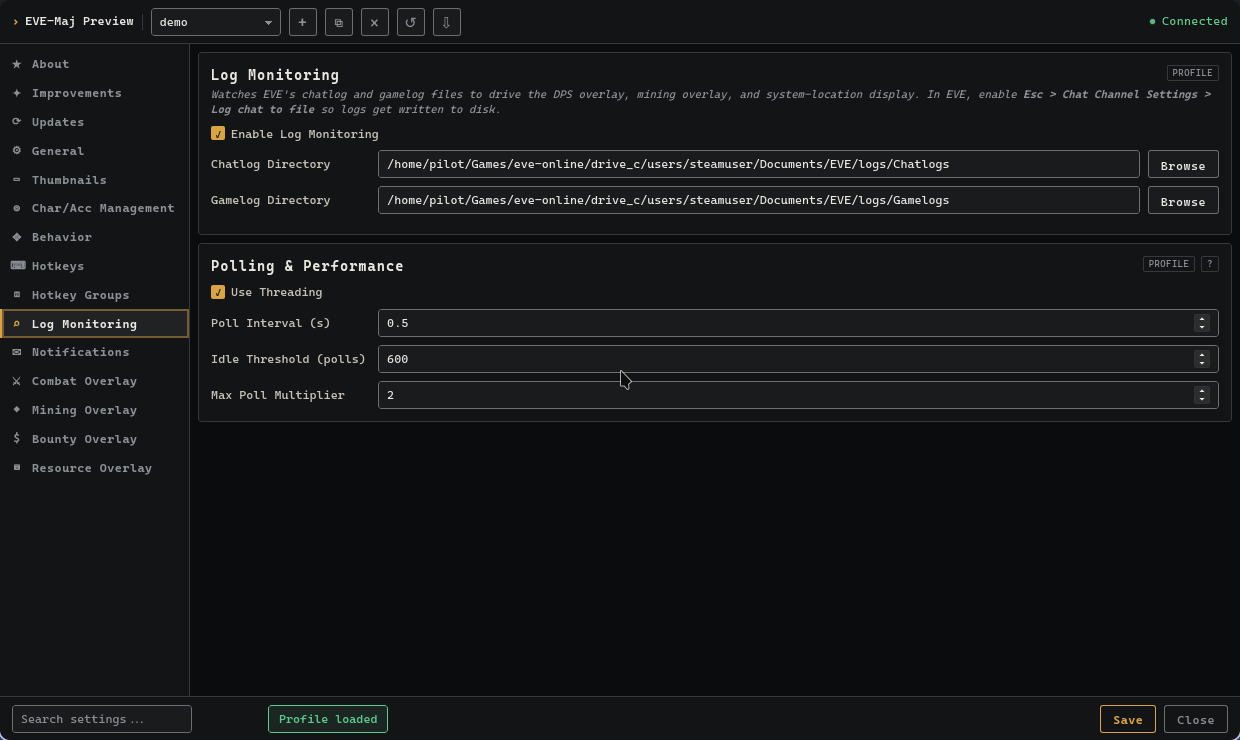 › EVE-Maj Preview
demo
Connected
About
Improvements
Updates
General
Thumbnails
Char/Acc Management
Behavior
Hotkeys
Hotkey Groups
Log Monitoring
Notifications
Combat Overlay
Mining Overlay
$ Bounty Overlay
Resource Overlay
Log Monitoring
PROFILE
Watches EVE's chatlog and gamelog files to drive the DPS overlay, mining overlay, and system-location display. In EVE, enable Esc > Chat Channel Settings >
Log chat to file so logs get written to disk.
Enable Log Monitoring
Chatlog Directory
/home/pilot/Games/eve-online/drive_c/users/steamuser/Documents/EVE/logs/Chatlogs
Browse
Gamelog Directory
/home/pilot/Games/eve-online/drive_c/users/steamuser/Documents/EVE/logs/Gamelogs
Browse
Polling & Performance
PROFILE
?
Use Threading
Poll Interval (s)
0.5
Idle Threshold (polls)
600
Max Poll Multiplier
2
Search settings...
Profile loaded
Save
Close